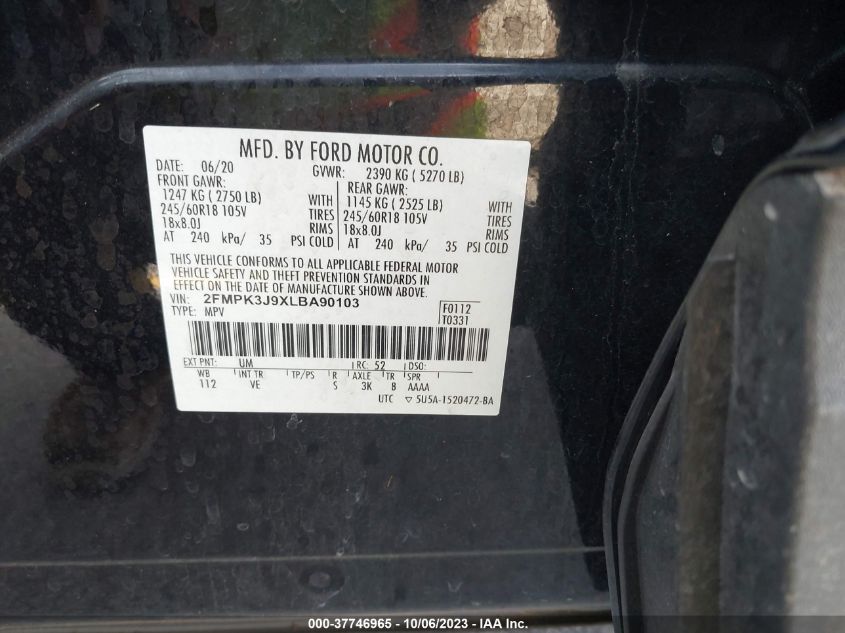 MFD. BY FORD MOTOR CO.
DATE: 06/20 GVWR: 2390 KG ( 5270 LB)
FRONT GAWR: REAR GAWR:
1247 KG ( 2750 LB) WITH 1145 KG ( 2525 LB) WITH
245/60R18 105V TIRES 245/60R18 105V TIRES
18x8.0J RIMS 18x8.0J RIMS
AT 240 kPa/ 35 PSI COLD AT 240 kPa/ 35 PSI COLD
THIS VEHICLE CONFORMS TO ALL APPLICABLE FEDERAL MOTOR
VEHICLE SAFETY AND THEFT PREVENTION STANDARDS IN
EFFECT ON THE DATE OF MANUFACTURE SHOWN ABOVE.
VIN: 2FMPK3J9XLBA90103 F0112
TYPE: MPV T0331
EXT PNT: UM RC: 52 DSO:
WB INT TR TP/PS R AXLE TR SPR
112 VE S 3K 8 AAAA
UTC ▽ 5U5A-1520472-BA
000-37746965 - 10/06/2023 - IAA Inc.